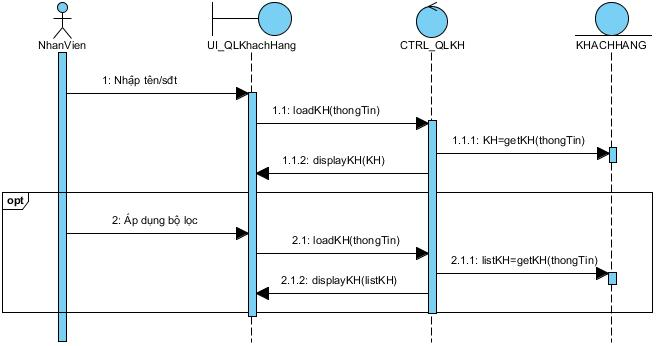 NhanVien
UI_QLKhachHang
CTRL_QLKH
KHACHHANG
1: Nhập tên/sđt
1.1: loadKH(thongTin)
1.1.1: KH=getKH(thongTin)
1.1.2: displayKH(KH)
opt
2: Áp dụng bộ lọc
2.1: loadKH(thongTin)
2.1.1: listKH=getKH(thongTin)
2.1.2: displayKH(listKH)